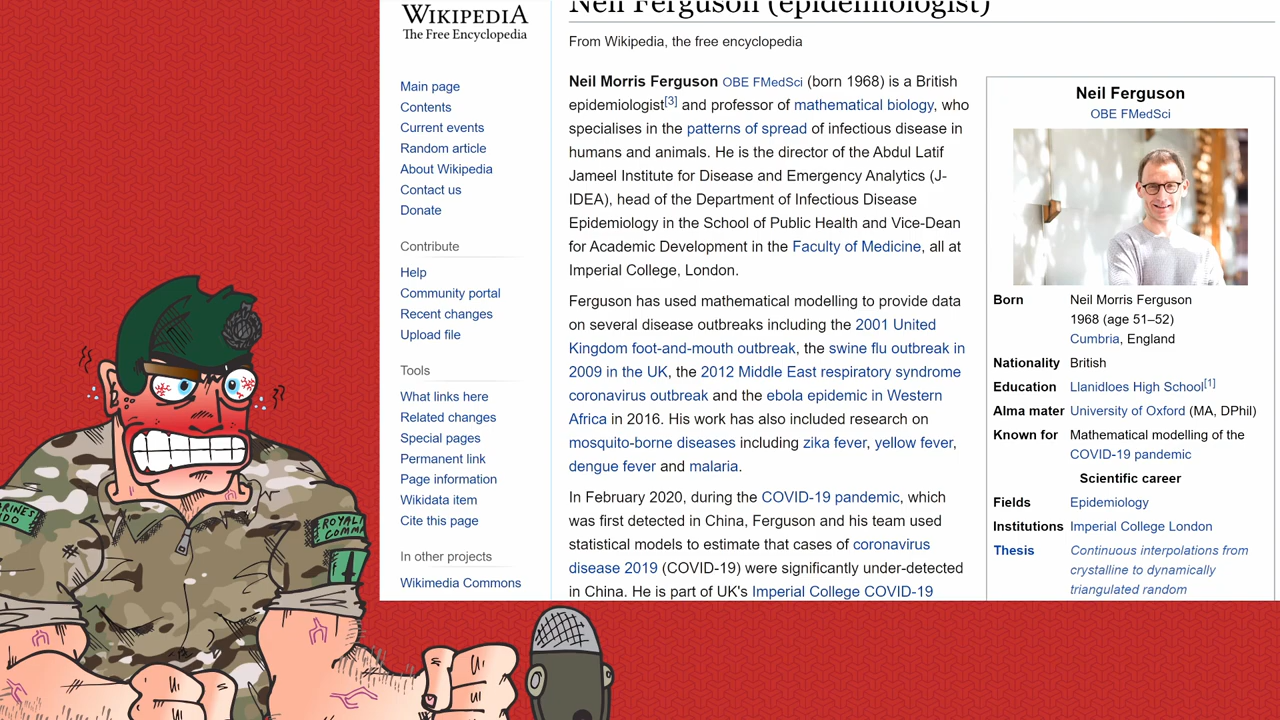 WIKIPEDIA
The Free Encyclopedia
Main page
Contents
Current events
Random article
About Wikipedia
Contact us
Donate
Contribute
Help
Community portal
Recent changes
Upload file
Tools
What links here
Related changes
Special pages
Permanent link
Page information
Wikidata item
Cite this page
In other projects
Wikimedia Commons
Neil Ferguson (epidemiologist)
From Wikipedia, the free encyclopedia
Neil Morris Ferguson OBE FMedSci (born 1968) is a British
epidemiologist[3] and professor of mathematical biology, who
specialises in the patterns of spread of infectious disease in
humans and animals. He is the director of the Abdul Latif
Jameel Institute for Disease and Emergency Analytics (J-
IDEA), head of the Department of Infectious Disease
Epidemiology in the School of Public Health and Vice-Dean
for Academic Development in the Faculty of Medicine, all at
Imperial College, London.
Ferguson has used mathematical modelling to provide data
on several disease outbreaks including the 2001 United
Kingdom foot-and-mouth outbreak, the swine flu outbreak in
2009 in the UK, the 2012 Middle East respiratory syndrome
coronavirus outbreak and the ebola epidemic in Western
Africa in 2016. His work has also included research on
mosquito-borne diseases including zika fever, yellow fever,
dengue fever and malaria.
In February 2020, during the COVID-19 pandemic, which
was first detected in China, Ferguson and his team used
statistical models to estimate that cases of coronavirus
disease 2019 (COVID-19) were significantly under-detected
in China. He is part of UK's Imperial College COVID-19
Neil Ferguson
OBE FMedSci
Born Neil Morris Ferguson
1968 (age 51–52)
Cumbria, England
Nationality British
Education Llanidloes High School[1]
Alma mater University of Oxford (MA, DPhil)
Known for Mathematical modelling of the
COVID-19 pandemic
Scientific career
Fields Epidemiology
Institutions Imperial College London
Thesis Continuous interpolations from
crystalline to dynamically
triangulated random
RINES
DO
ROYAL
COMMA